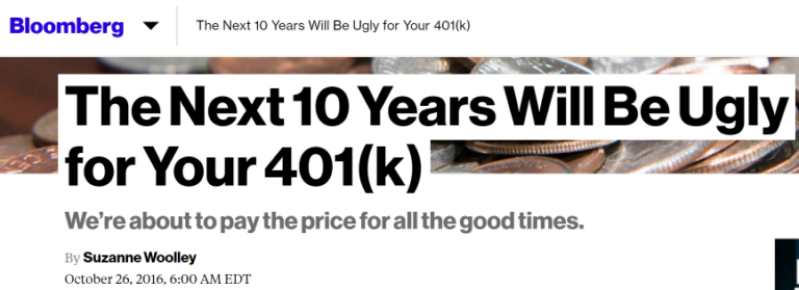 Bloomberg The Next 10 Years Will Be Ugly for Your 401(k)
The Next 10 Years Will Be Ugly
for Your 401(k)
We're about to pay the price for all the good times.
By Suzanne Woolley
October 26, 2016, 6:00 AM EDT